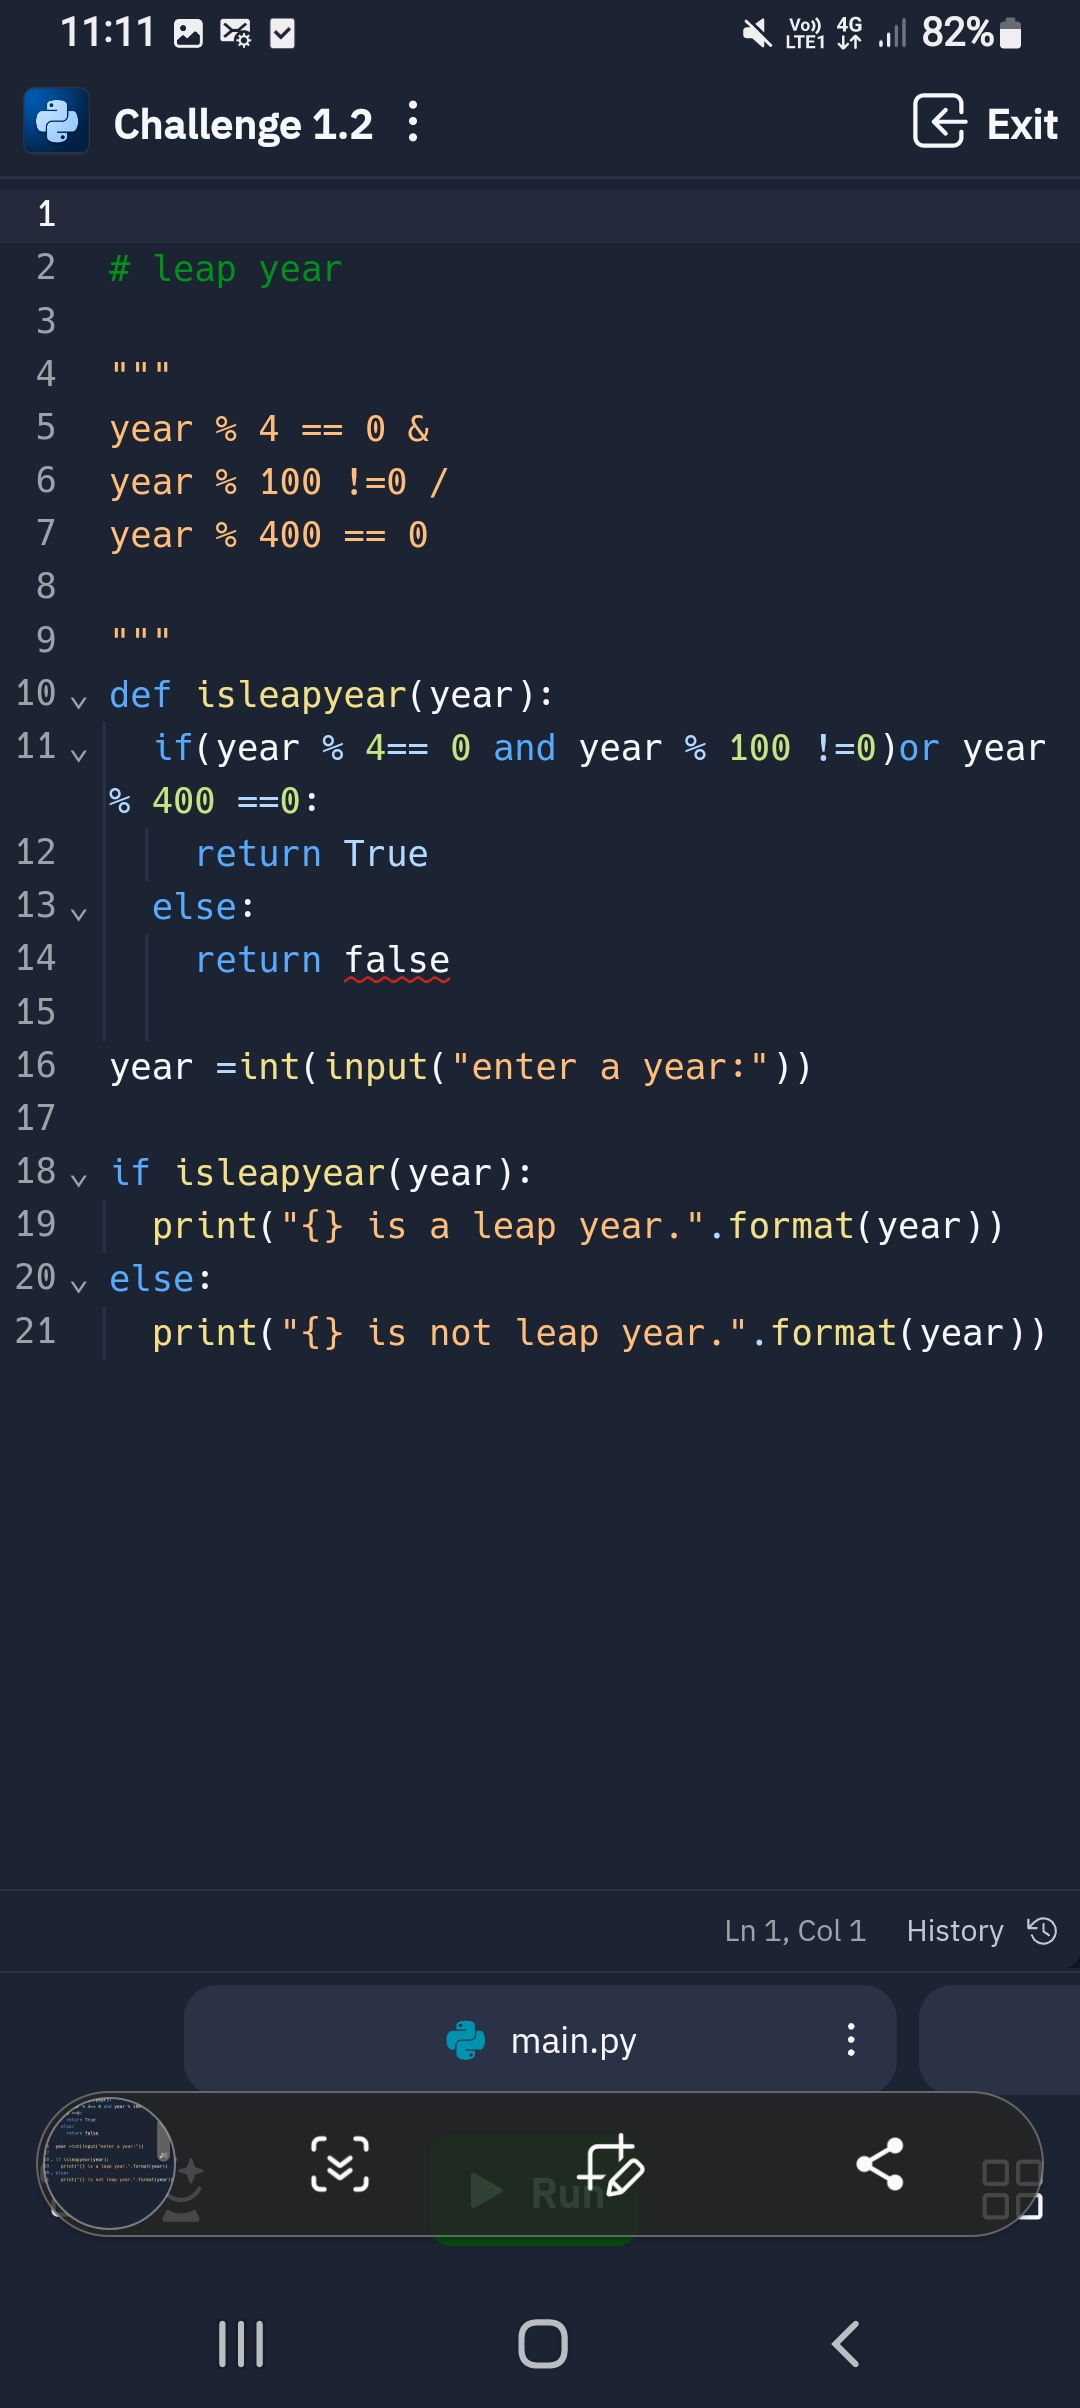 11:11 Vo)) LTE1 4G 82%
Challenge 1.2 Exit
1
2 # leap year
3
4 """
5 year % 4 == 0 &
6 year % 100 !=0 /
7 year % 400 == 0
8
9 """
10 def isleapyear(year):
11 if(year % 4== 0 and year % 100 !=0)or year
% 400 ==0:
12 return True
13 else:
14 return false
15
16 year =int(input("enter a year:"))
17
18 if isleapyear(year):
19 print("{} is a leap year.".format(year))
20 else:
21 print("{} is not leap year.".format(year))
Ln 1, Col 1 History
main.py
Run